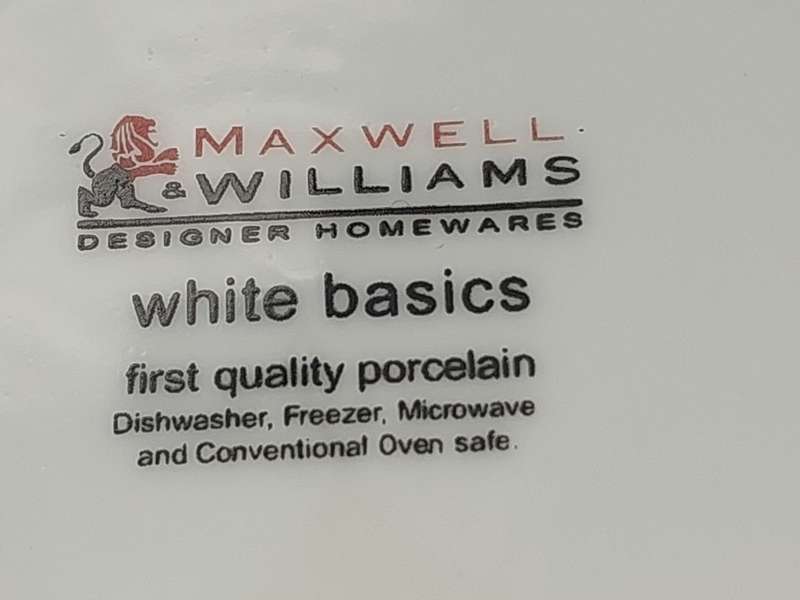 MAXWELL
& WILLIAMS
DESIGNER HOMEWARES
white basics
first quality porcelain
Dishwasher, Freezer, Microwave
and Conventional Oven safe.